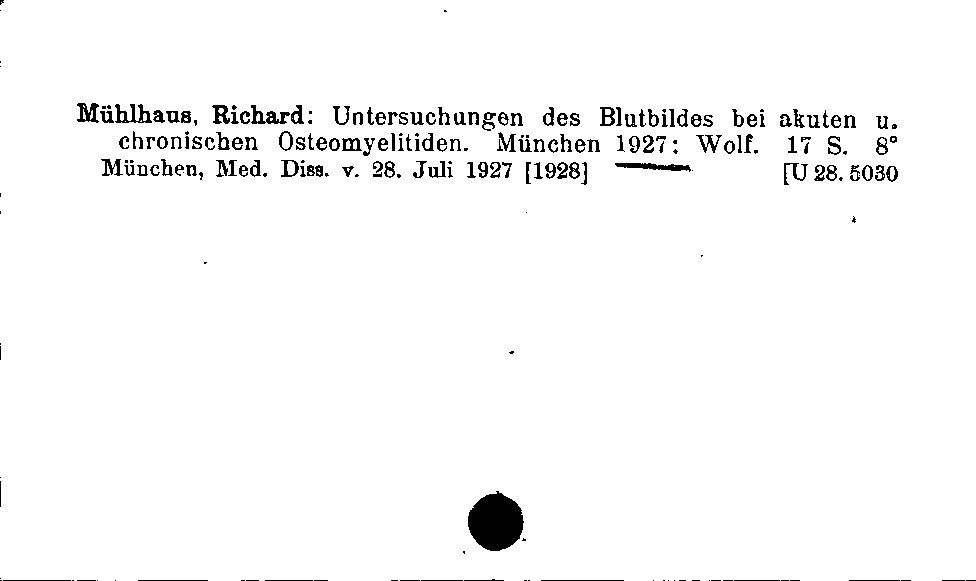 Mühlhaus, Richard: Untersuchungen des Blutbildes bei akuten u.
chronischen Osteomyelitiden. München 1927: Wolf. 17 S. 8°
München, Med. Diss. v. 28. Juli 1927 [1928] [U 28. 5030